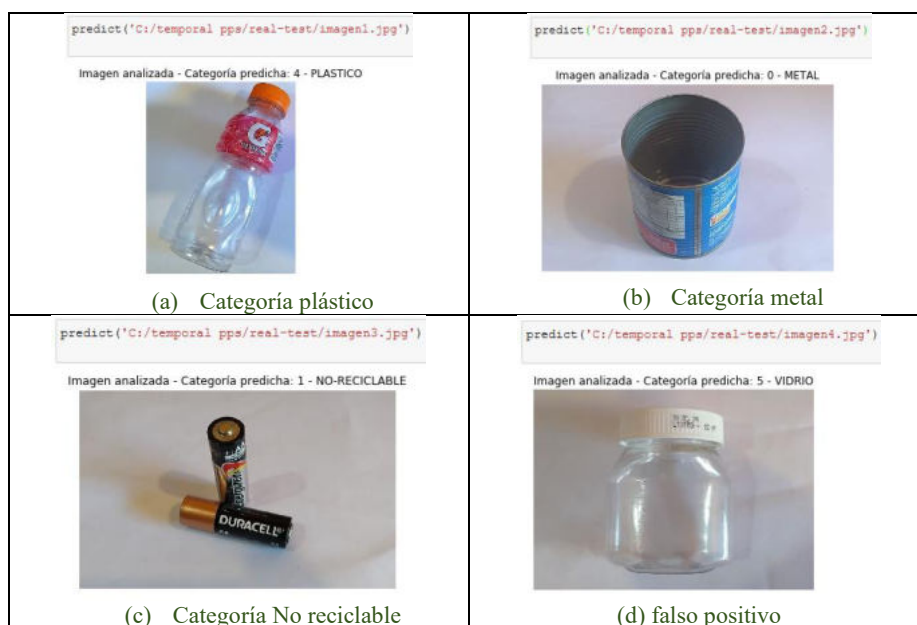 predict('C:/temporal pps/real-test/imagen1.jpg')
Imagen analizada - Categoría predicha: 4 - PLASTICO
G
(a) Categoría plástico
predict('C:/temporal pps/real-test/imagen2.jpg')
Imagen analizada - Categoría predicha: 0 - METAL
(b) Categoría metal
predict('C:/temporal pps/real-test/imagen3.jpg')
Imagen analizada - Categoría predicha: 1 - NO-RECICLABLE
DURACELL
(c) Categoría No reciclable
predict('C:/temporal pps/real-test/imagen4.jpg')
Imagen analizada - Categoría predicha: 5 - VIDRIO
(d) falso positivo